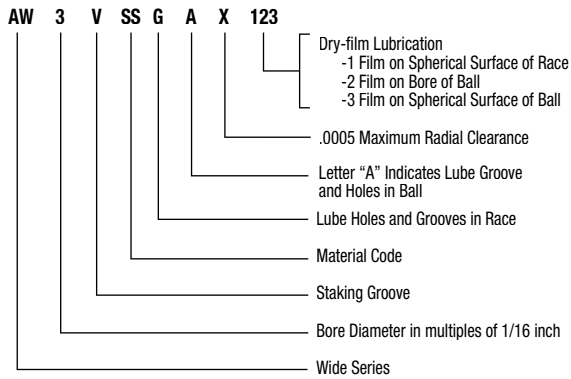 AW 3 V SS G A X 123
Dry-film Lubrication
-1 Film on Spherical Surface of Race
-2 Film on Bore of Ball
-3 Film on Spherical Surface of Ball
.0005 Maximum Radial Clearance
Letter “A” Indicates Lube Groove
and Holes in Ball
Lube Holes and Grooves in Race
Material Code
Staking Groove
Bore Diameter in multiples of 1/16 inch
Wide Series